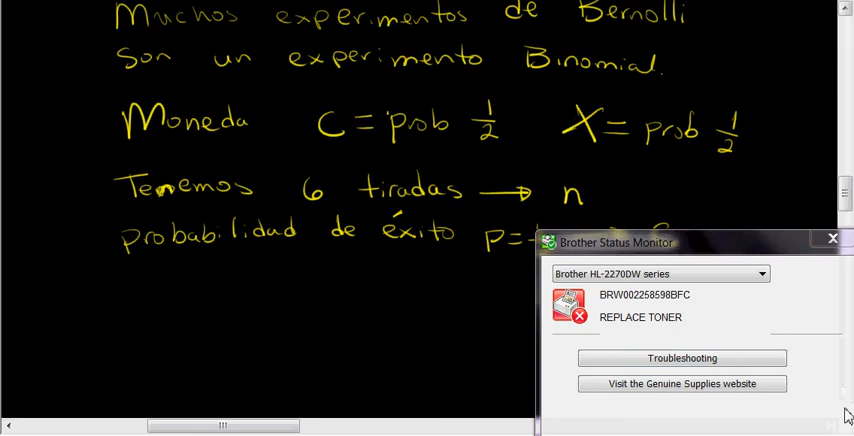 Muchos experimentos de Bernolli
Son un experimento Binomial.
Moneda C = prob 1/2 X = prob 1/2
Tenemos 6 tiradas → n
probabilidad de éxito p =
Brother Status Monitor
Brother HL-2270DW series
BRW002258598BFC
REPLACE TONER
Troubleshooting
Visit the Genuine Supplies website